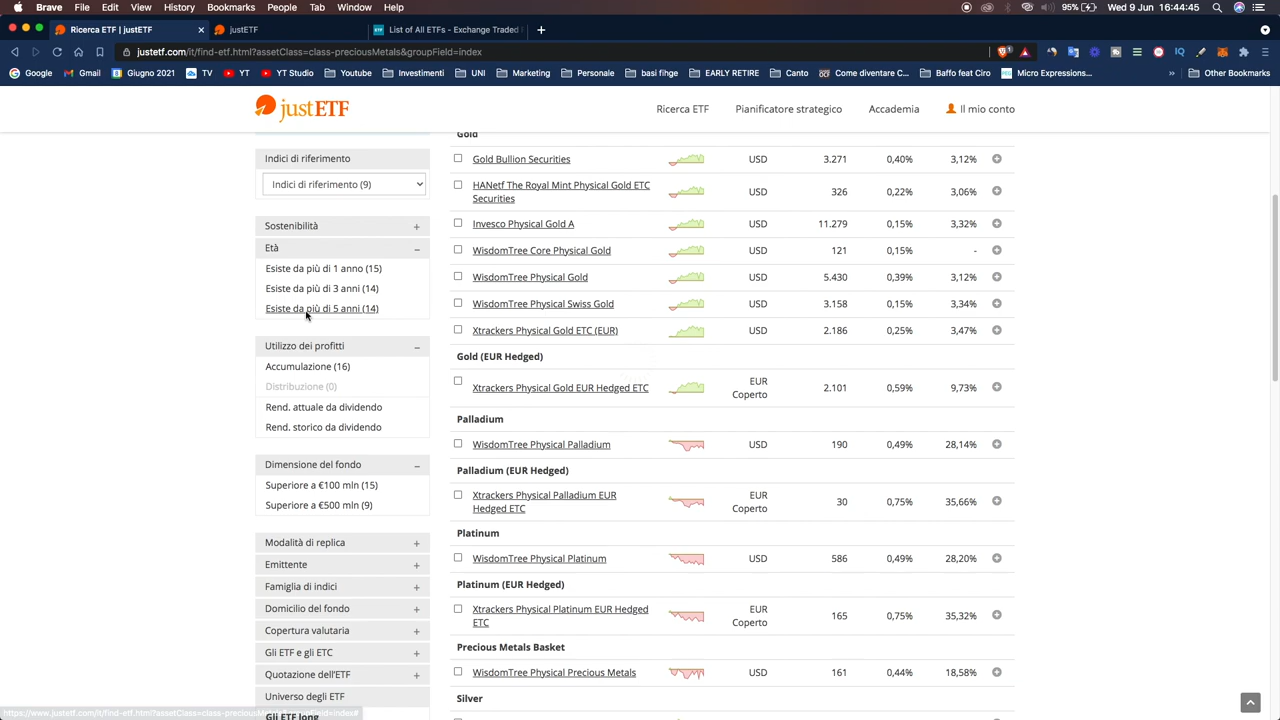 Brave File Edit View History Bookmarks Profiles Tab Window Help
95% Wed Jun 16 16:44:46
Ricerca ETF | justETF
justETF
List of All ETFs - Exchange Traded
justetf.com/it/find-etf.html?assetClass=class-preciousMetals&groupField=index
Google Gmail Giugno 2021 TV YT YT Youtube Investimenti UNI Marketing Personale basi finge EARLY RETIRE Canto Come diventare C... Baffo feat Ciro Micro Expressions... » Other Bookmarks
justETF
Ricerca ETF Pianificatore strategico Accademia Il mio conto
Indici di riferimento
Indici di riferimento (9)
Sostenibilità +
Età –
Esiste da più di 1 anno (15)
Esiste da più di 3 anni (14)
Esiste da più di 5 anni (14)
Utilizzo dei profitti –
Accumulazione (16)
Distribuzione (0)
Rend. attuale da dividendo
Rend. storico da dividendo
Dimensione del fondo –
Superiore a €100 mln (15)
Superiore a €500 mln (9)
Modalità di replica +
Emittente +
Famiglia di indici +
Domicilio del fondo +
Copertura valutaria +
Gli ETF e gli ETC +
Quotazione dell'ETF +
Universo degli ETF
Gli ETF long
Gold
Gold Bullion Securities USD 3.271 0,40% 3,12%
HANetf The Royal Mint Physical Gold ETC
Securities USD 326 0,22% 3,06%
Invesco Physical Gold A USD 11.279 0,15% 3,32%
WisdomTree Core Physical Gold USD 121 0,15% -
WisdomTree Physical Gold USD 5.430 0,39% 3,12%
WisdomTree Physical Swiss Gold USD 3.158 0,15% 3,34%
Xtrackers Physical Gold ETC (EUR) USD 2.186 0,25% 3,47%
Gold (EUR Hedged)
Xtrackers Physical Gold EUR Hedged ETC EUR
Coperto 2.101 0,59% 9,73%
Palladium
WisdomTree Physical Palladium USD 190 0,49% 28,14%
Palladium (EUR Hedged)
Xtrackers Physical Palladium EUR EUR
Hedged ETC Coperto 30 0,75% 35,66%
Platinum
WisdomTree Physical Platinum USD 586 0,49% 28,20%
Platinum (EUR Hedged)
Xtrackers Physical Platinum EUR Hedged EUR
ETC Coperto 165 0,75% 35,32%
Precious Metals Basket
WisdomTree Physical Precious Metals USD 161 0,44% 18,58%
Silver